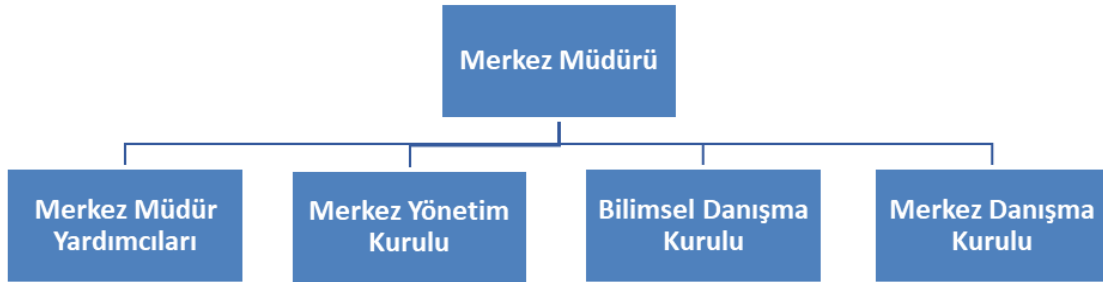 Merkez Müdürü
Merkez Müdür
Yardımcıları
Merkez Yönetim
Kurulu
Bilimsel Danışma
Kurulu
Merkez Danışma
Kurulu